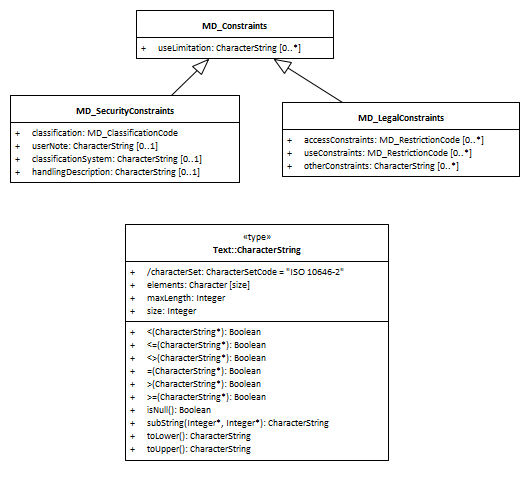 MD_Constraints
+ useLimitation: CharacterString [0..*]
MD_SecurityConstraints
+ classification: MD_ClassificationCode
+ userNote: CharacterString [0..1]
+ classificationSystem: CharacterString [0..1]
+ handlingDescription: CharacterString [0..1]
MD_LegalConstraints
+ accessConstraints: MD_RestrictionCode [0..*]
+ useConstraints: MD_RestrictionCode [0..*]
+ otherConstraints: CharacterString [0..*]
«type»
Text::CharacterString
+ /characterSet: CharacterSetCode = "ISO 10646-2"
+ elements: Character [size]
+ maxLength: Integer
+ size: Integer
+ <(CharacterString*): Boolean
+ <=(CharacterString*): Boolean
+ <>(CharacterString*): Boolean
+ =(CharacterString*): Boolean
+ >(CharacterString*): Boolean
+ >=(CharacterString*): Boolean
+ isNull(): Boolean
+ subString(Integer*, Integer*): CharacterString
+ toLower(): CharacterString
+ toUpper(): CharacterString